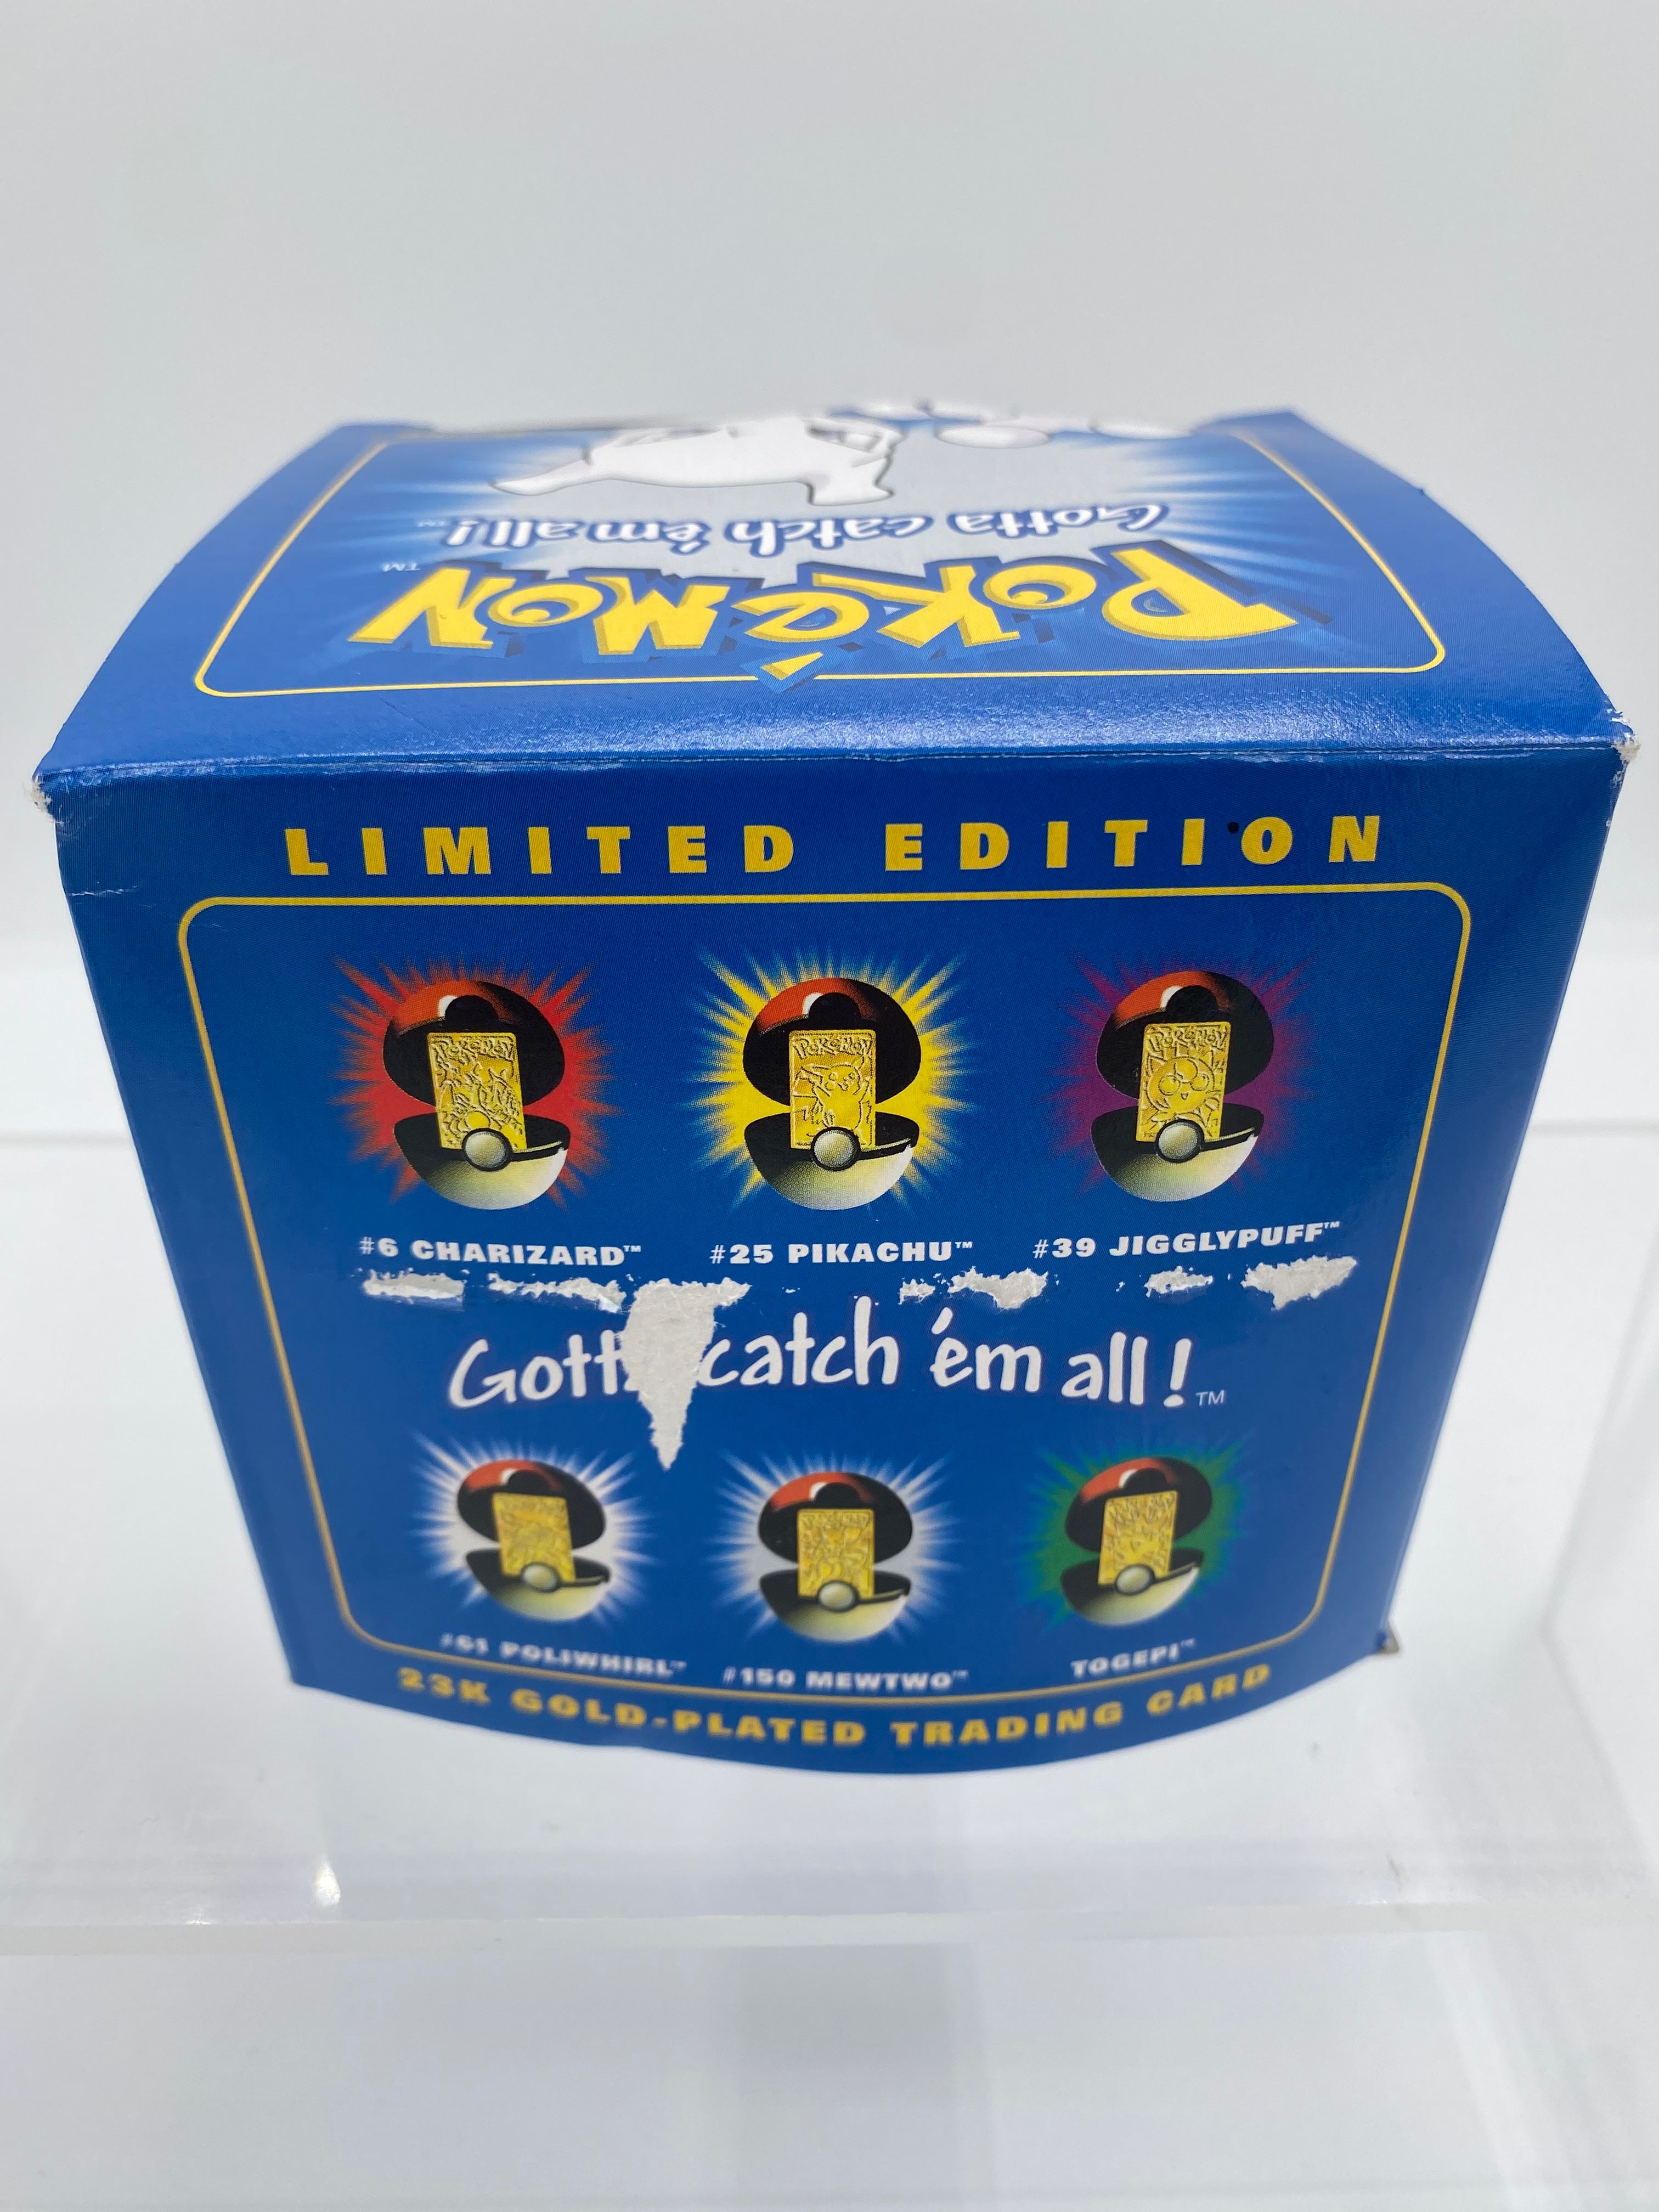 Gotta catch 'em all!™
POKéMON™
LIMITED EDITION
#6 CHARIZARD™ #25 PIKACHU™ #39 JIGGLYPUFF™
catch 'em all!™
#61 POLIWHIRL™ #150 MEWTWO™ TOGEPI™
23K GOLD-PLATED TRADING CARD